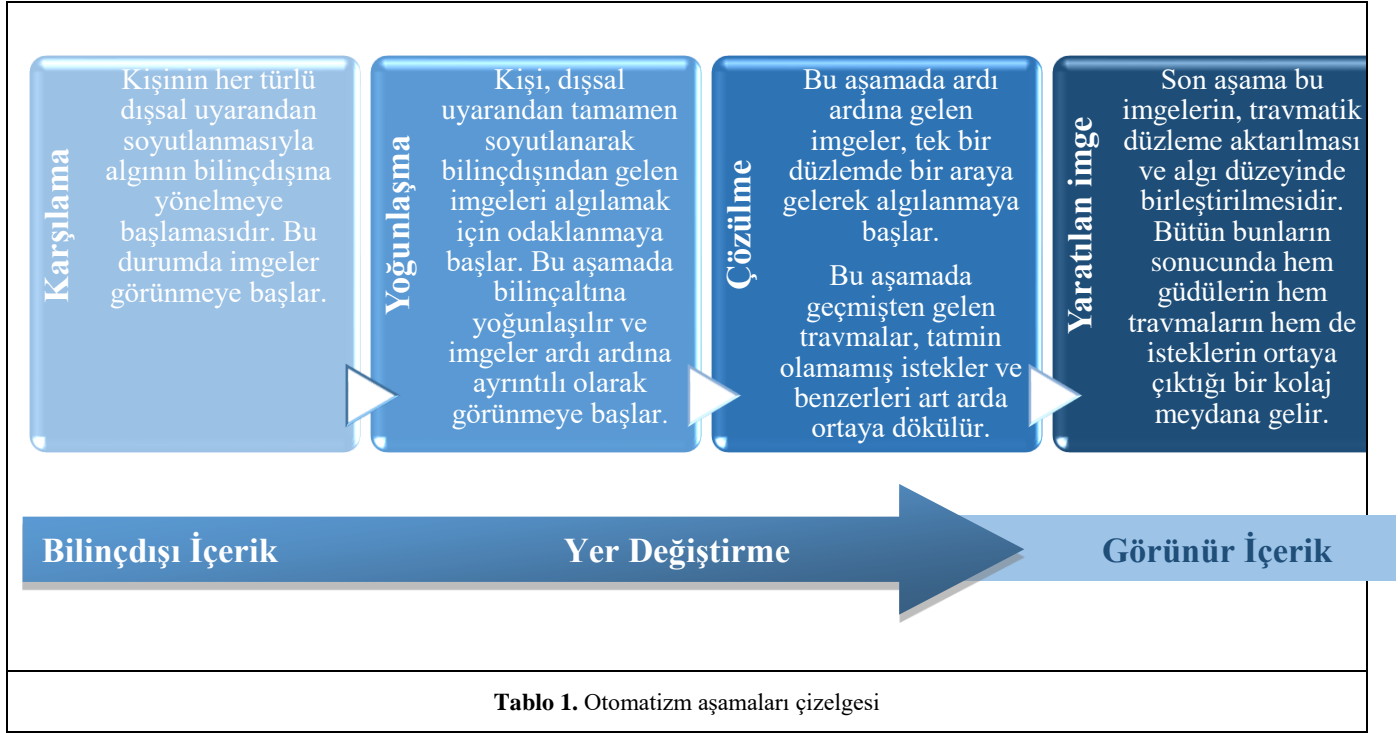 Karşılama
Kişinin her türlü
dışsal uyarandan
soyutlanmasıyla
algının bilinçdışına
yönelmeye
başlamasıdır. Bu
durumda imgeler
görünmeye başlar.
Yoğunlaşma
Kişi, dışsal
uyarandan tamamen
soyutlanarak
bilinçdışından gelen
imgeleri algılamak
için odaklanmaya
başlar. Bu aşamada
bilinçaltına
yoğunlaşılır ve
imgeler ardı ardına
ayrıntılı olarak
görünmeye başlar.
Çözülme
Bu aşamada ardı
ardına gelen
imgeler, tek bir
düzlemde bir araya
gelerek algılanmaya
başlar.
Bu aşamada
geçmişten gelen
travmalar, tatmin
olamamış istekler ve
benzerleri art arda
ortaya dökülür.
Yaratılan imge
Son aşama bu
imgelerin, travmatik
düzleme aktarılması
ve algı düzeyinde
birleştirilmesidir.
Bütün bunların
sonucunda hem
güdülerin hem
travmaların hem de
isteklerin ortaya
çıktığı bir kolaj
meydana gelir.
Bilinçdışı İçerik
Yer Değiştirme
Görünür İçerik
Tablo 1. Otomatizm aşamaları çizelgesi